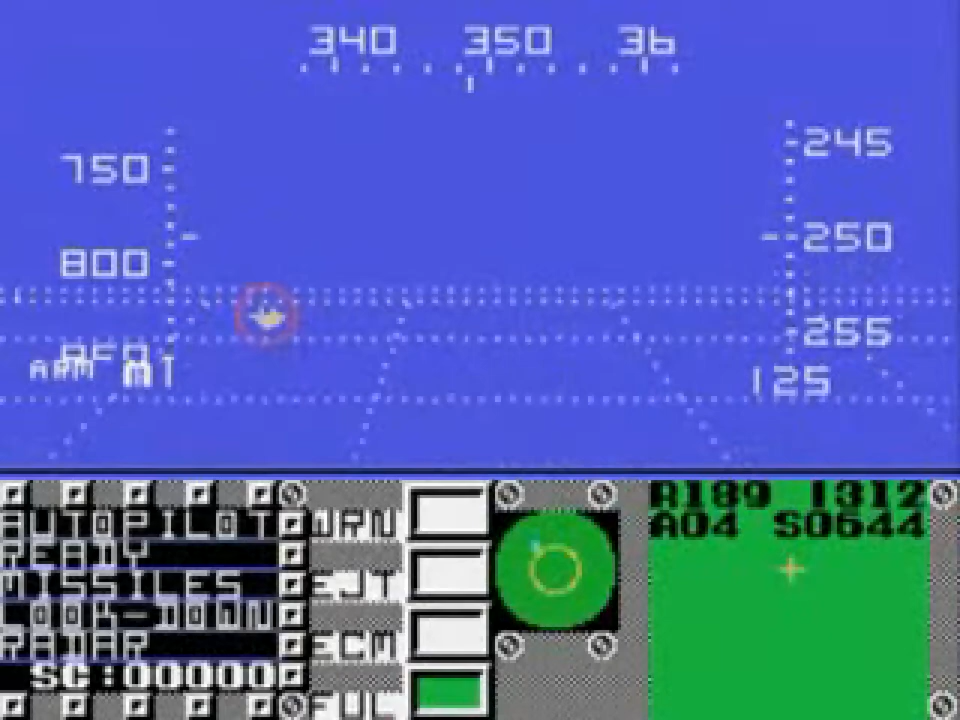 340 350 36
245
750
250
800
255
ARM M1
125
AUTOPILOT
READY
MISSILES
LOOK-DOWN
RADAR
SC:00000
WRN
EJT
ECM
FUL
A189 1312
A04 S0644